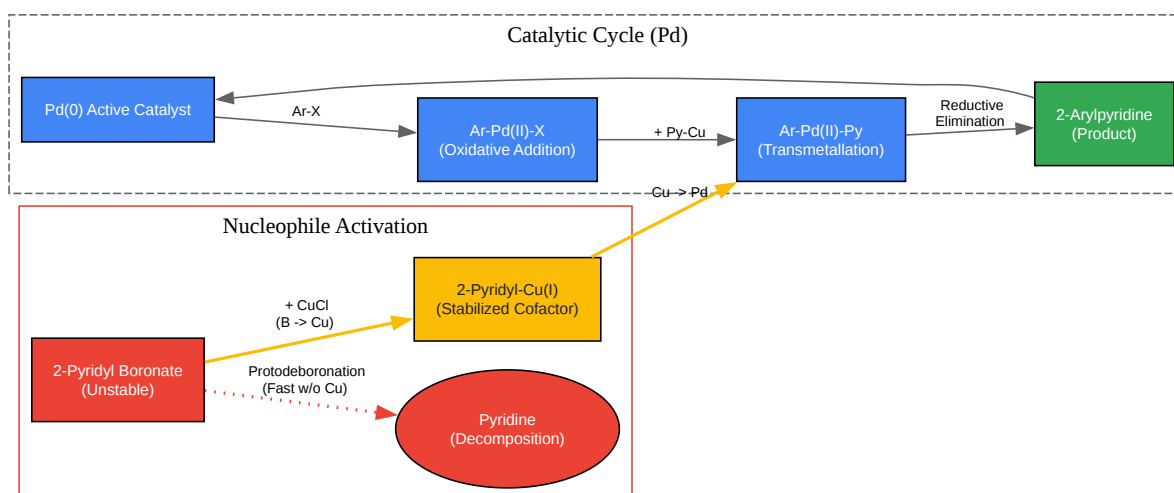 Catalytic Cycle (Pd)
Pd(0) Active Catalyst
Ar-X
Ar-Pd(II)-X
(Oxidative Addition)
+ Py-Cu
Ar-Pd(II)-Py
(Transmetallation)
Reductive
Elimination
2-Arylpyridine
(Product)
Cu -> Pd
Nucleophile Activation
2-Pyridyl-Cu(I)
(Stabilized Cofactor)
+ CuCl
(B -> Cu)
2-Pyridyl Boronate
(Unstable)
Protodeboronation
(Fast w/o Cu)
Pyridine
(Decomposition)